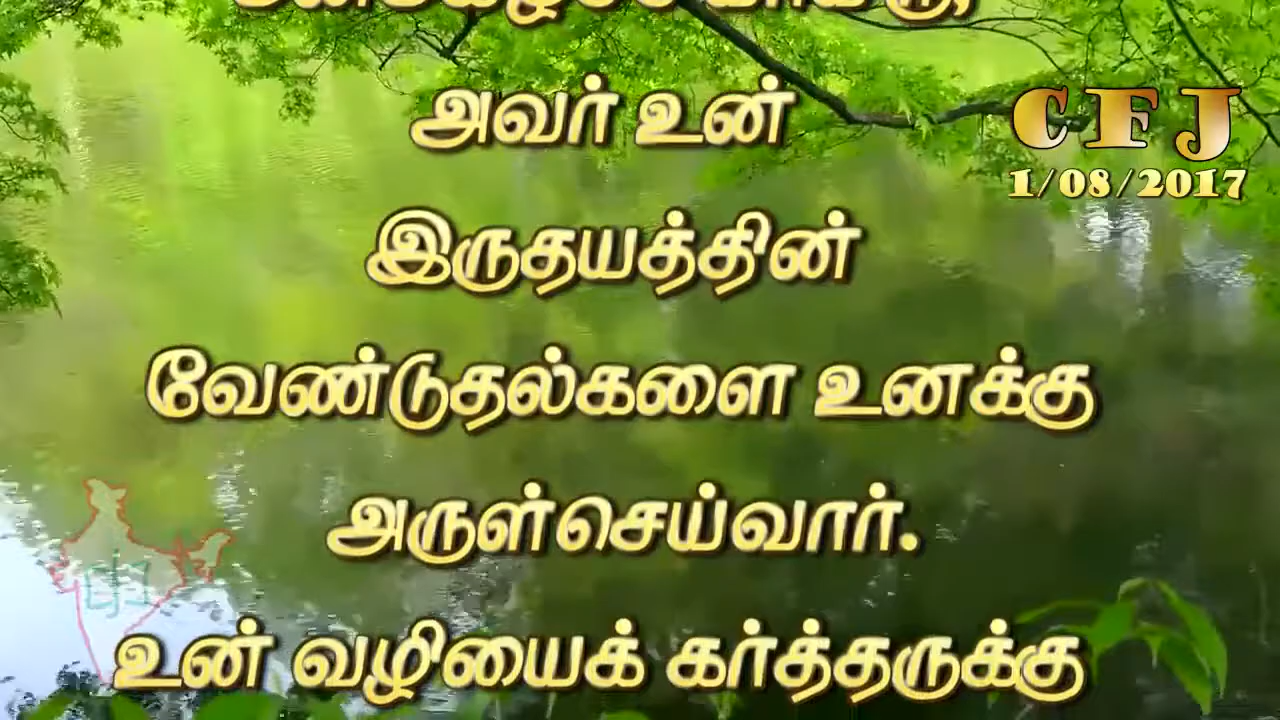 அவர் உன்
இருதயத்தின்
வேண்டுதல்களை உனக்கு
அருள்செய்வார்.
உன் வழியைக் கர்த்தருக்கு
CFJ
1/08/2017